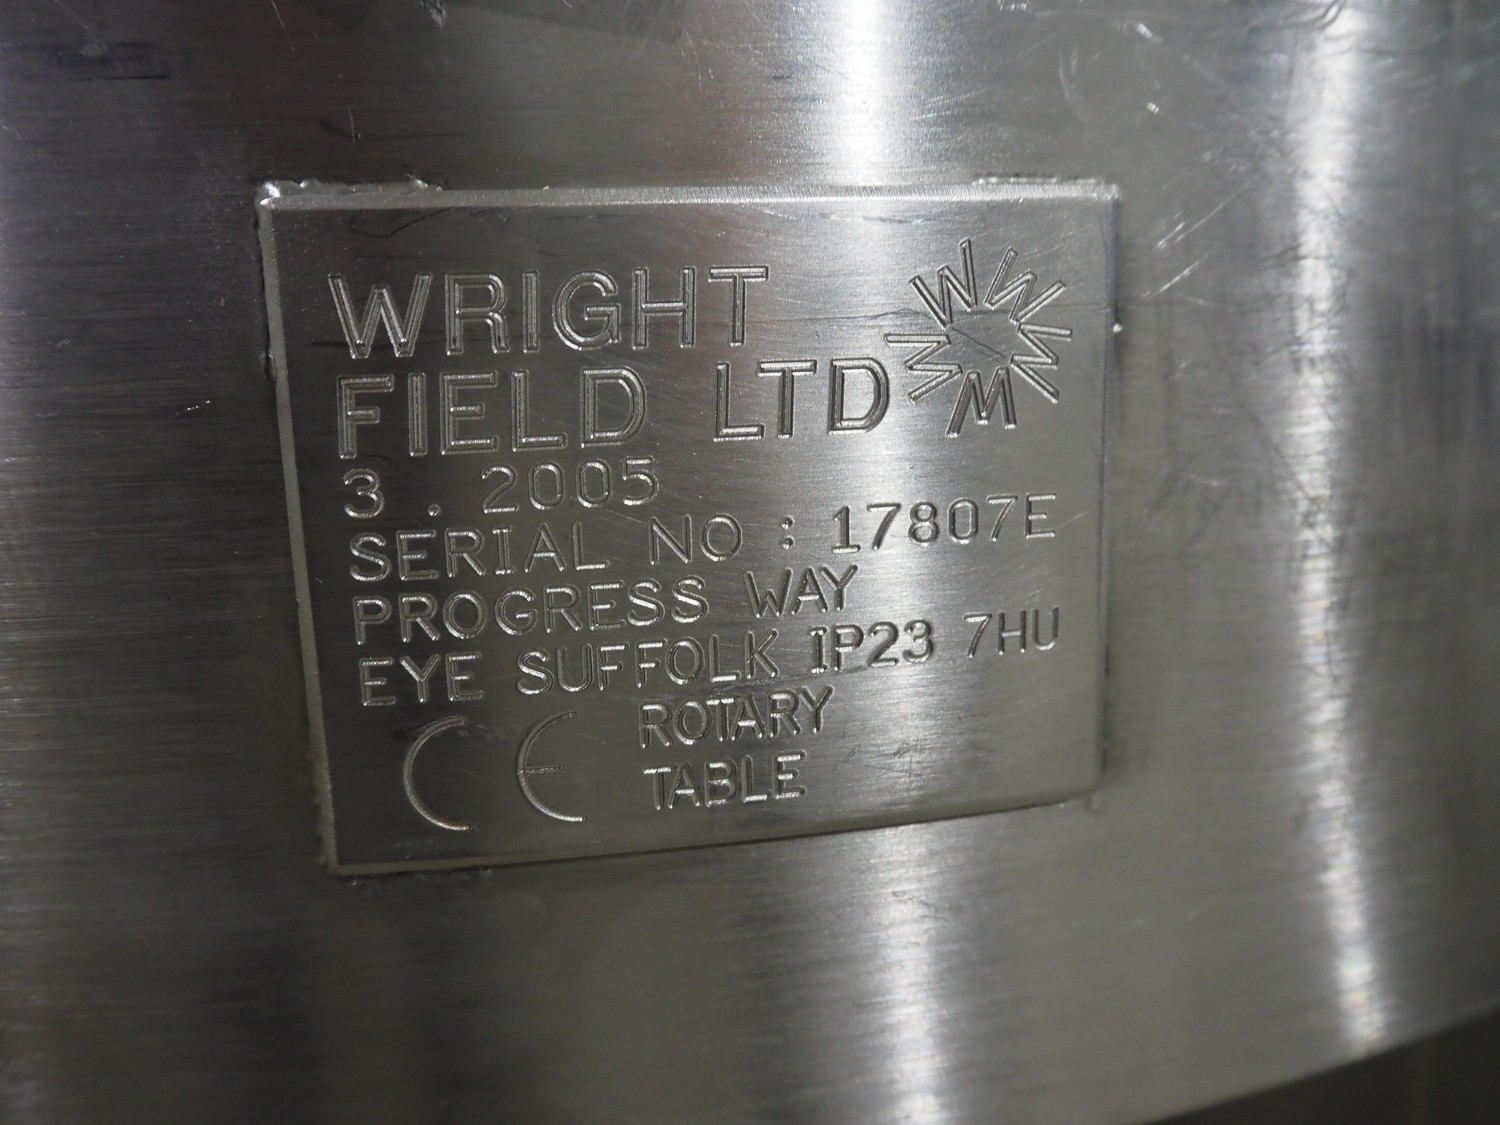 WRIGHT
FIELD LTD
3 . 2005
SERIAL NO : 17807E
PROGRESS WAY
EYE SUFFOLK IP23 7HU
CE ROTARY
TABLE